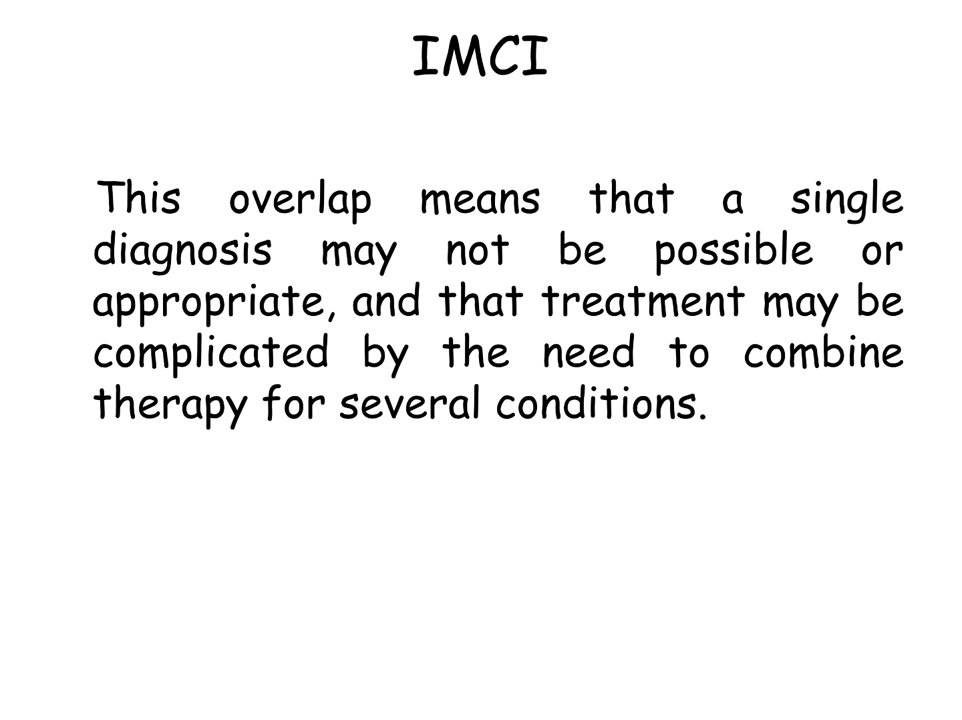 IMCI
This overlap means that a single
diagnosis may not be possible or
appropriate, and that treatment may be
complicated by the need to combine
therapy for several conditions.